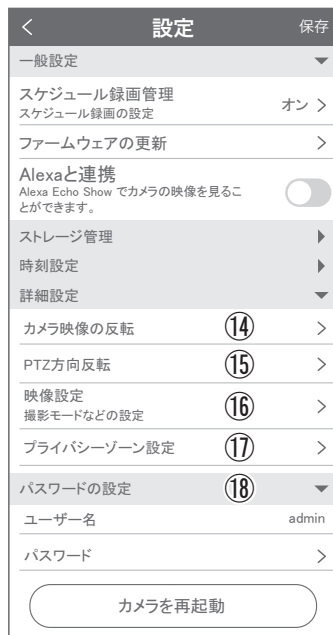 設定 保存
一般設定
スケジュール録画管理
スケジュール録画の設定 オン
ファームウェアの更新
Alexaと連携
Alexa Echo Show でカメラの映像を見るこ
とができます。
ストレージ管理
時刻設定
詳細設定
カメラ映像の反転 ⑭
PTZ方向反転 ⑮
映像設定 ⑯
撮影モードなどの設定
プライバシーゾーン設定 ⑰
パスワードの設定 ⑱
ユーザー名 admin
パスワード
カメラを再起動